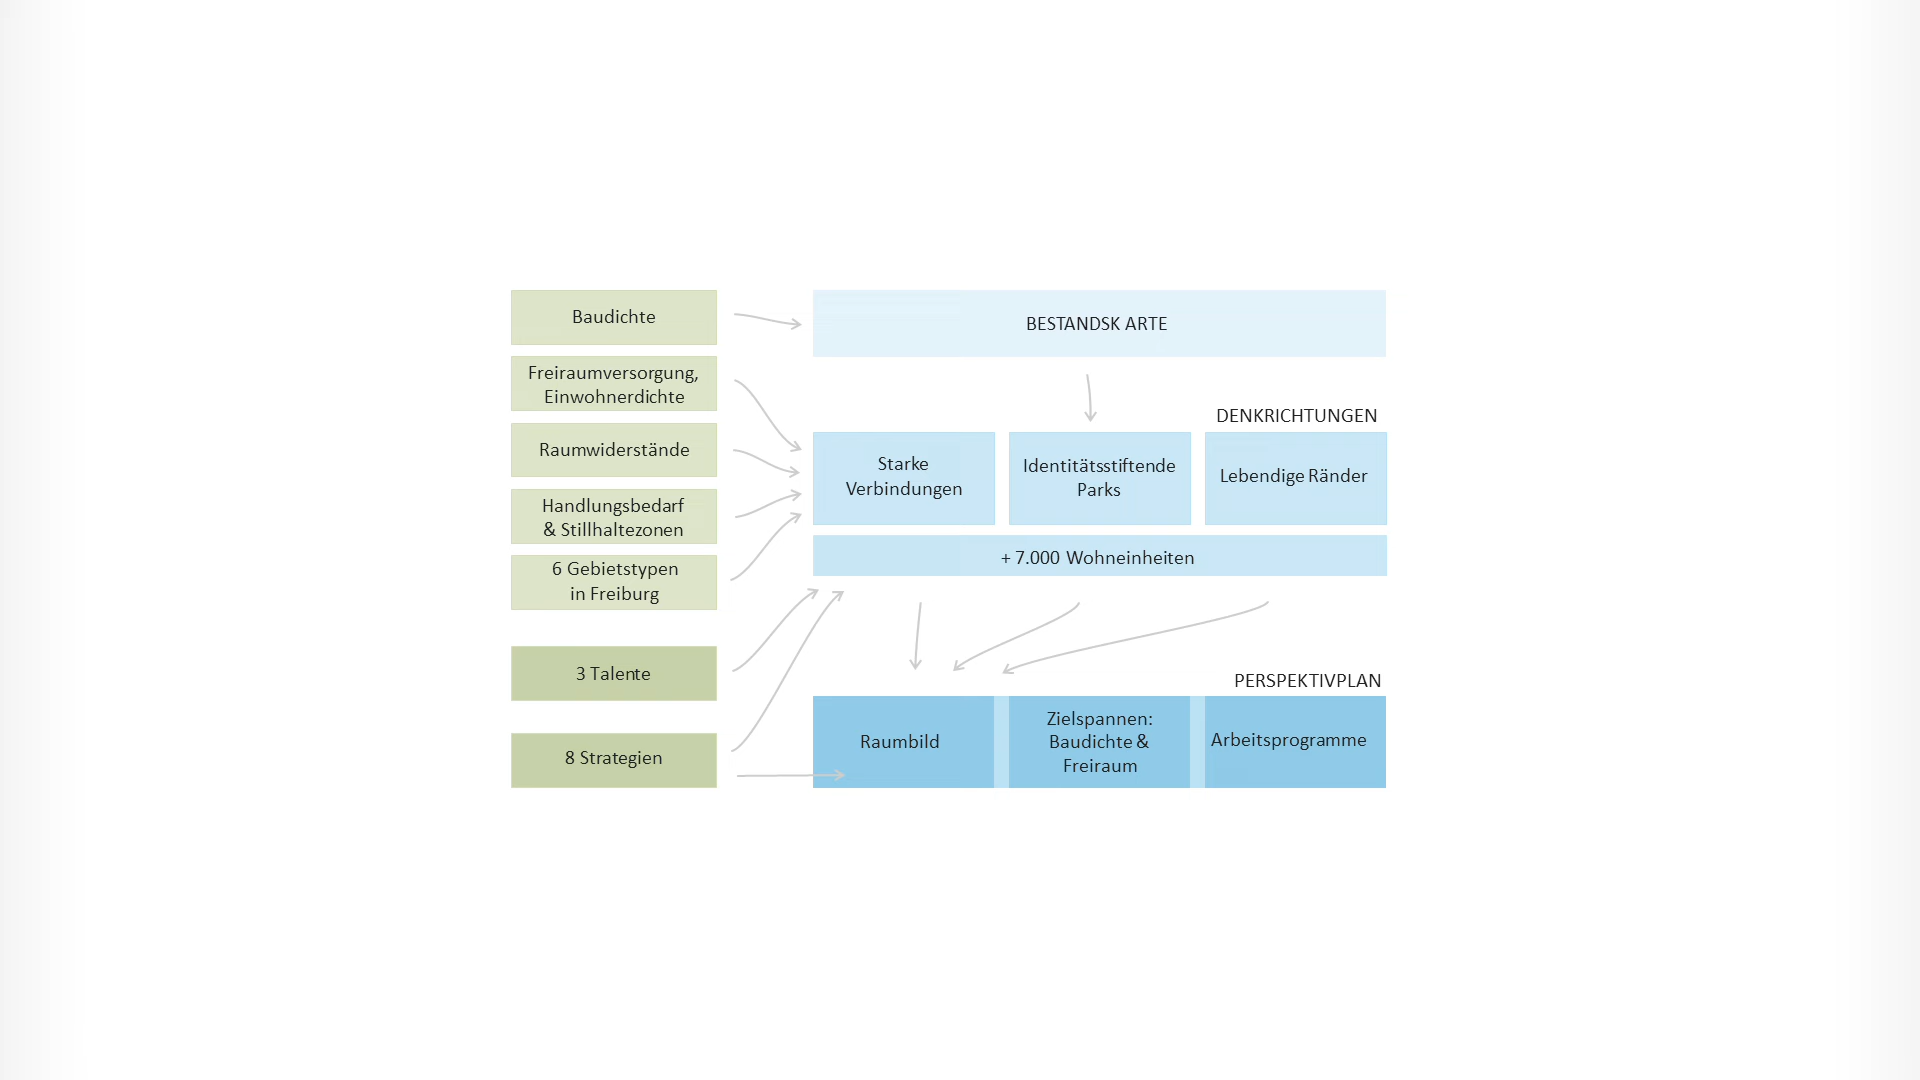 Baudichte
Freiraumversorgung,
Einwohnerdichte
Raumwiderstände
Handlungsbedarf
& Stillhaltezonen
6 Gebietstypen
in Freiburg
3 Talente
8 Strategien
BESTANDSK ARTE
DENKRICHTUNGEN
Starke
Verbindungen
Identitätsstiftende
Parks
Lebendige Ränder
+ 7.000 Wohneinheiten
PERSPEKTIVPLAN
Raumbild
Zielspannen:
Baudichte &
Freiraum
Arbeitsprogramme